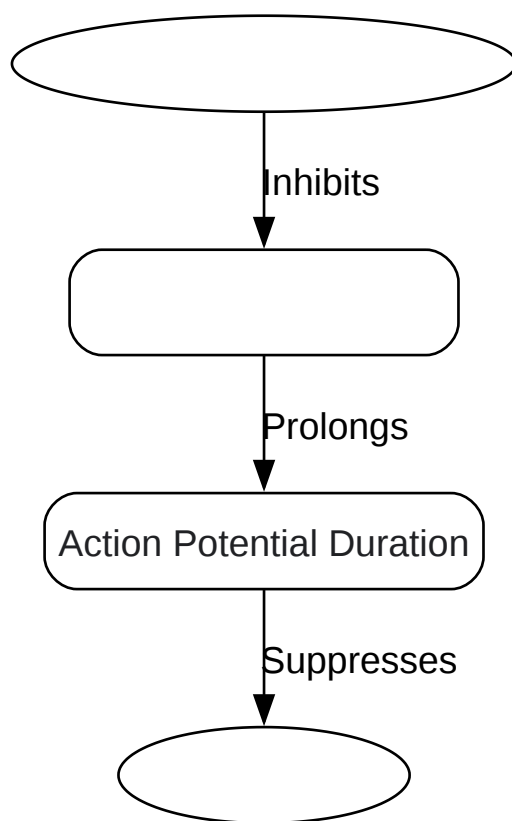 Inhibits
Prolongs
Action Potential Duration
Suppresses